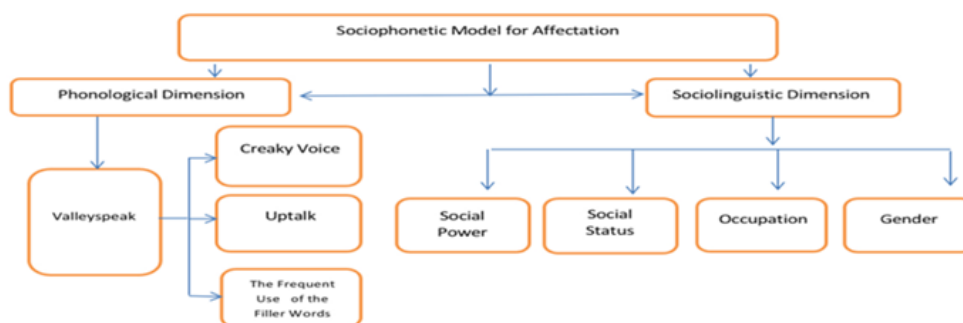 Sociophonetic Model for Affectation
Phonological Dimension
Sociolinguistic Dimension
Valleyspeak
Creaky Voice
Uptalk
The Frequent
Use of the
Filler Words
Social
Power
Social
Status
Occupation
Gender